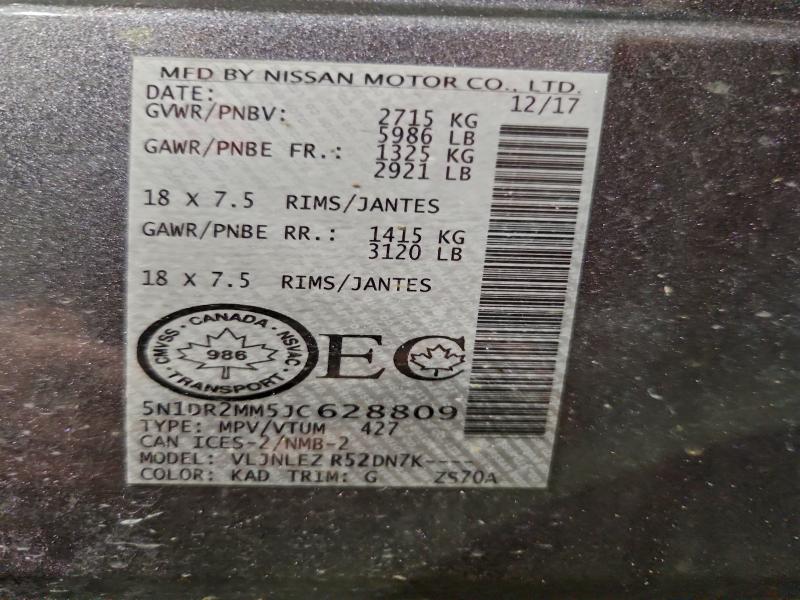 MFD BY NISSAN MOTOR CO., LTD.
DATE: 12/17
GVWR/PNBV: 2715 KG
5986 LB
GAWR/PNBE FR.: 1325 KG
2921 LB
18 X 7.5 RIMS/JANTES
GAWR/PNBE RR.: 1415 KG
3120 LB
18 X 7.5 RIMS/JANTES
CMVSS · CANADA · NSVAC · TRANSPORT ·
986
EC
5N1DR2MM5JC628809
TYPE: MPV/VTUM 427
CAN ICES-2/NMB-2
MODEL: VLJNLEZ R52DN7K-----
COLOR: KAD TRIM: G ZS70A